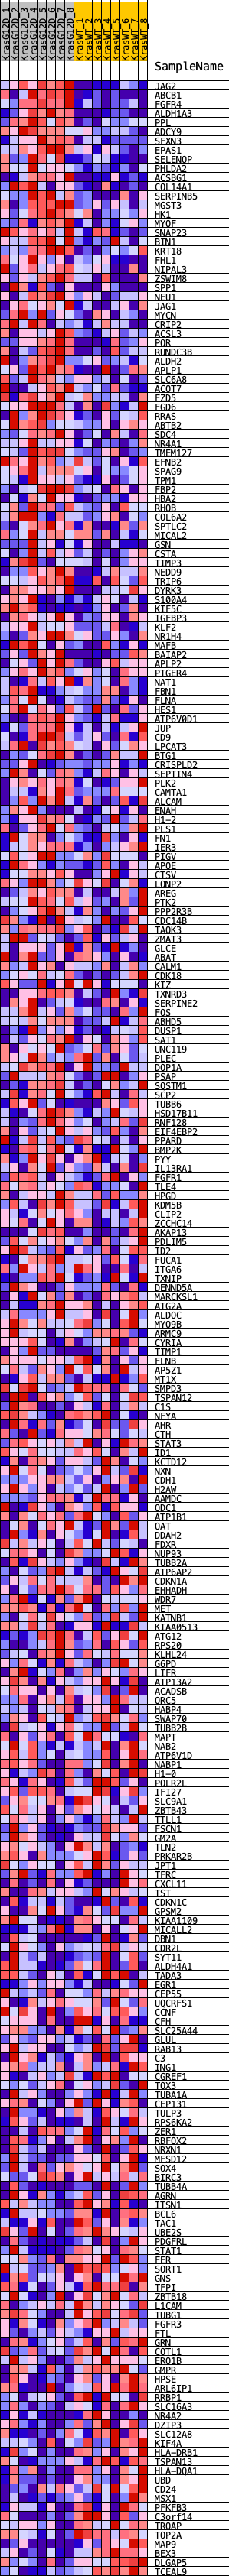 KrasG12D_1
KrasG12D_2
KrasG12D_3
KrasG12D_4
KrasG12D_5
KrasG12D_6
KrasG12D_7
KrasG12D_8
KrasWT_1
KrasWT_2
KrasWT_3
KrasWT_4
KrasWT_5
KrasWT_6
KrasWT_7
KrasWT_8
SampleName
JAG2
ABCB1
FGFR4
ALDH1A3
PPL
ADCY9
SFXN3
EPAS1
SELENOP
PHLDA2
ACSBG1
COL14A1
SERPINB5
MGST3
HK1
MYOF
SNAP23
BIN1
KRT18
FHL1
NIPAL3
ZSWIM8
SPP1
NEU1
JAG1
MYCN
CRIP2
ACSL3
POR
RUNDC3B
ALDH2
APLP1
SLC6A8
ACOT7
FZD5
FGD6
RRAS
ABTB2
SDC4
NR4A1
TMEM127
EFNB2
SPAG9
TPM1
FBP2
HBA2
RHOB
COL6A2
SPTLC2
MICAL2
GSN
CSTA
TIMP3
NEDD9
TRIP6
DYRK3
S100A4
KIF5C
IGFBP3
KLF2
NR1H4
MAFB
BAIAP2
APLP2
PTGER4
NAT1
FBN1
FLNA
HES1
ATP6V0D1
JUP
CD9
LPCAT3
BTG1
CRISPLD2
SEPTIN4
PLK2
CAMTA1
ALCAM
ENAH
H1-2
PLS1
FN1
IER3
PIGV
APOE
CTSV
LONP2
AREG
PTK2
PPP2R3B
CDC14B
TAOK3
ZMAT3
GLCE
ABAT
CALM1
CDK18
KIZ
TXNRD3
SERPINE2
FOS
ABHD5
DUSP1
SAT1
UNC119
PLEC
DOP1A
PSAP
SOSTM1
SCP2
TUBB6
HSD17B11
RNF128
EIF4EBP2
PPARD
BMP2K
PYY
IL13RA1
FGFR1
TLE4
HPGD
KDM5B
CLIP2
ZCCHC14
AKAP13
PDLIM5
ID2
FUCA1
ITGA6
TXNIP
DENND5A
MARCKSL1
ATG2A
ALDOC
MYO9B
ARMC9
CYRIA
TIMP1
FLNB
AP5Z1
MT1X
SMPD3
TSPAN12
C1S
NFYA
AHR
CTH
STAT3
ID1
KCTD12
NXN
CDH1
H2AW
AAMDC
ODC1
ATP1B1
OAT
DDAH2
FDXR
NUP93
TUBB2A
ATP6AP2
CDKN1A
EHHADH
WDR7
MET
KATNB1
KIAA0513
ATG12
RPS20
KLHL24
G6PD
LIFR
ATP13A2
ACADSB
ORC5
HABP4
SWAP70
TUBB2B
MAPT
NAB2
ATP6V1D
NABP1
H1-0
POLR2L
IFI27
SLC9A1
ZBTB43
TTLL1
FSCN1
GM2A
TLN2
PRKAR2B
JPT1
TFRC
CXCL11
TST
CDKN1C
GPSM2
KIAA1109
MICALL2
DBN1
CDR2L
SYT11
ALDH4A1
TADA3
EGR1
CEP55
UQCRFS1
CCNF
CFH
SLC25A44
GLUL
RAB13
C3
ING1
CGREF1
TOX3
TUBA1A
CEP131
TULP3
RPS6KA2
ZER1
RBFOX2
NRXN1
MFSD12
SOX4
BIRC3
TUBB4A
AGRN
ITSN1
BCL6
TAC1
UBE2S
PDGFRL
STAT1
FER
SORT1
GNS
TFPI
ZBTB18
L1CAM
TUBG1
FGFR3
FTL
GRN
COTL1
ERO1B
GMPR
HPSE
ARL6IP1
RRBP1
SLC16A3
NR4A2
DZIP3
SLC12A8
KIF4A
HLA-DRB1
TSPAN13
HLA-DQA1
UBD
CD24
MSX1
PFKFB3
C3orf14
TROAP
TOP2A
MAP9
BEX3
DLGAP5
TCEAL9